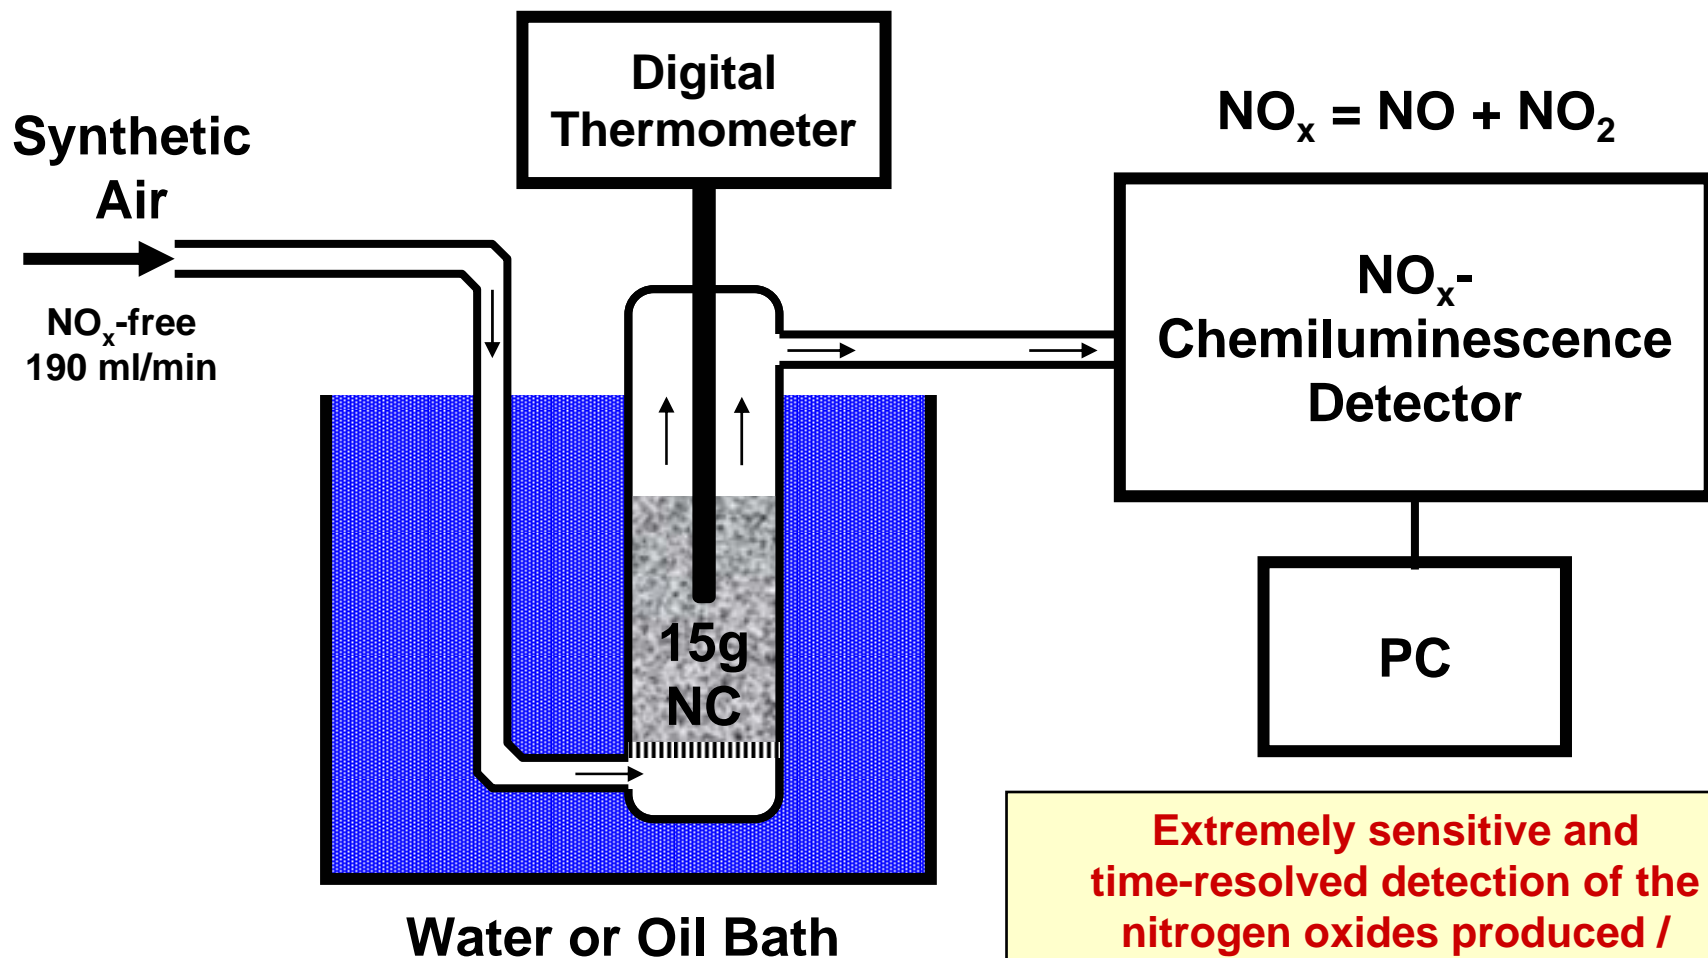 Digital
Thermometer
Synthetic
Air
NOx-free
190 ml/min
NOx = NO + NO2
NOx-
Chemiluminescence
Detector
15g
NC
PC
Water or Oil Bath
Extremely sensitive and
time-resolved detection of the
nitrogen oxides produced /